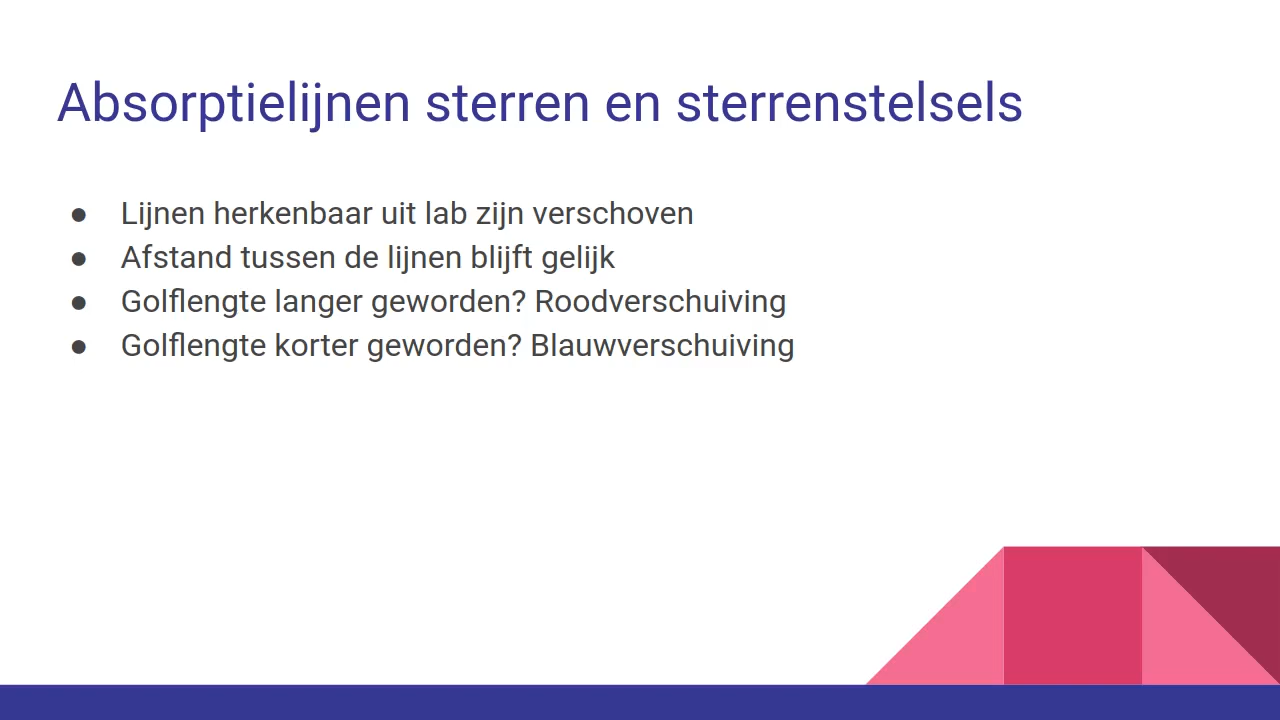 Absorptielijnen sterren en sterrenstelsels
● Lijnen herkenbaar uit lab zijn verschoven
● Afstand tussen de lijnen blijft gelijk
● Golflengte langer geworden? Roodverschuiving
● Golflengte korter geworden? Blauwverschuiving